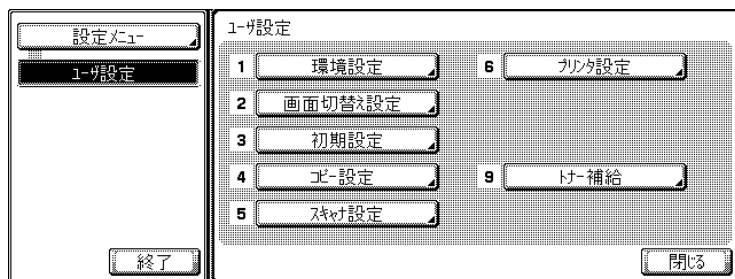 設定メニュー
ユーザ設定
終了
ユーザ設定
1 環境設定
2 画面切替え設定
3 初期設定
4 コピー設定
5 スキャナ設定
6 プリンタ設定
9 トナー補給
閉じる